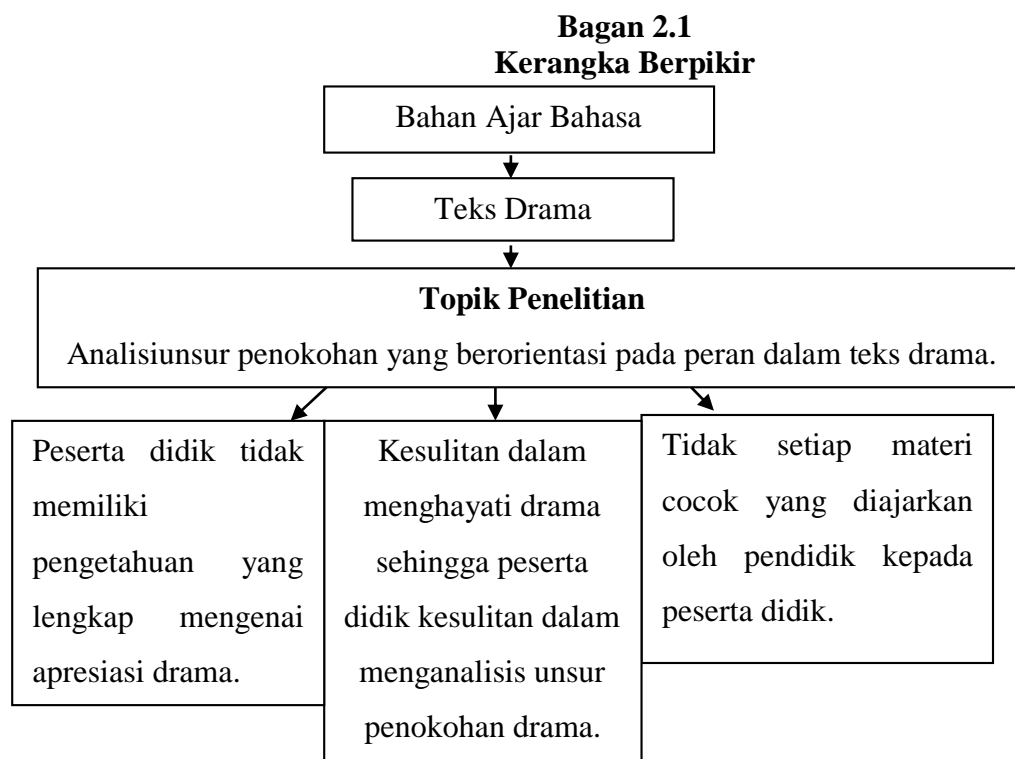 Bagan 2.1
Kerangka Berpikir
Bahan Ajar Bahasa
Teks Drama
Topik Penelitian
Analisiunsur penokohan yang berorientasi pada peran dalam teks drama.
Peserta didik tidak
memiliki
pengetahuan yang
lengkap mengenai
apresiasi drama.
Kesulitan dalam
menghayati drama
sehingga peserta
didik kesulitan dalam
menganalisis unsur
penokohan drama.
Tidak setiap materi
cocok yang diajarkan
oleh pendidik kepada
peserta didik.